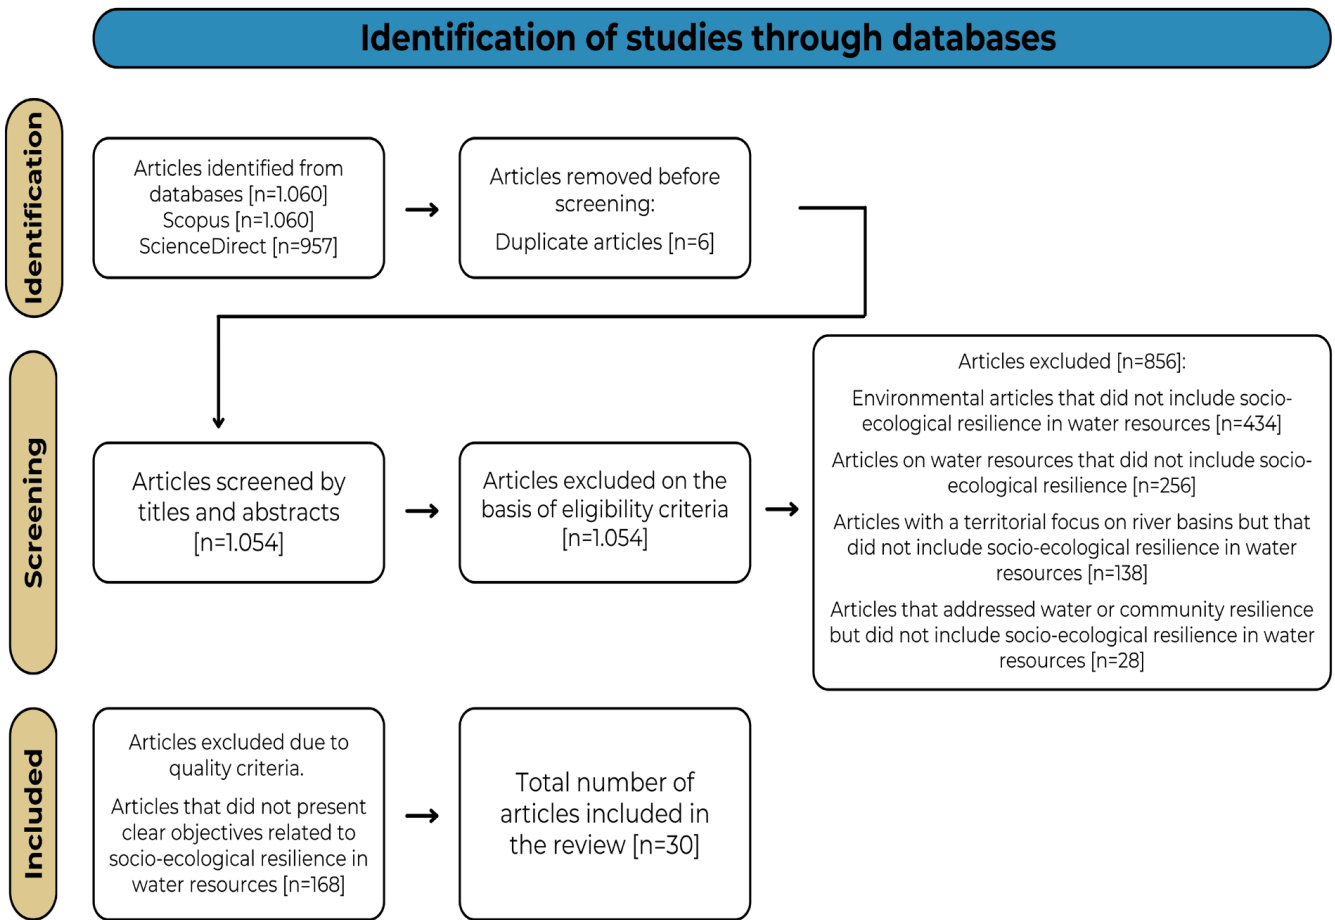 Identification of studies through databases
Identification
Articles identified from
databases [n=1.060]
Scopus [n=1.060]
ScienceDirect [n=957]
Articles removed before
screening:
Duplicate articles [n=6]
Screening
Articles screened by
titles and abstracts
[n=1.054]
Articles excluded on the
basis of eligibility criteria
[n=1.054]
Articles excluded [n=856]:
Environmental articles that did not include socio-
ecological resilience in water resources [n=434]
Articles on water resources that did not include socio-
ecological resilience [n=256]
Articles with a territorial focus on river basins but that
did not include socio-ecological resilience in water
resources [n=138]
Articles that addressed water or community resilience
but did not include socio-ecological resilience in water
resources [n=28]
Included
Articles excluded due to
quality criteria.
Articles that did not present
clear objectives related to
socio-ecological resilience in
water resources [n=168]
Total number of
articles included in
the review [n=30]